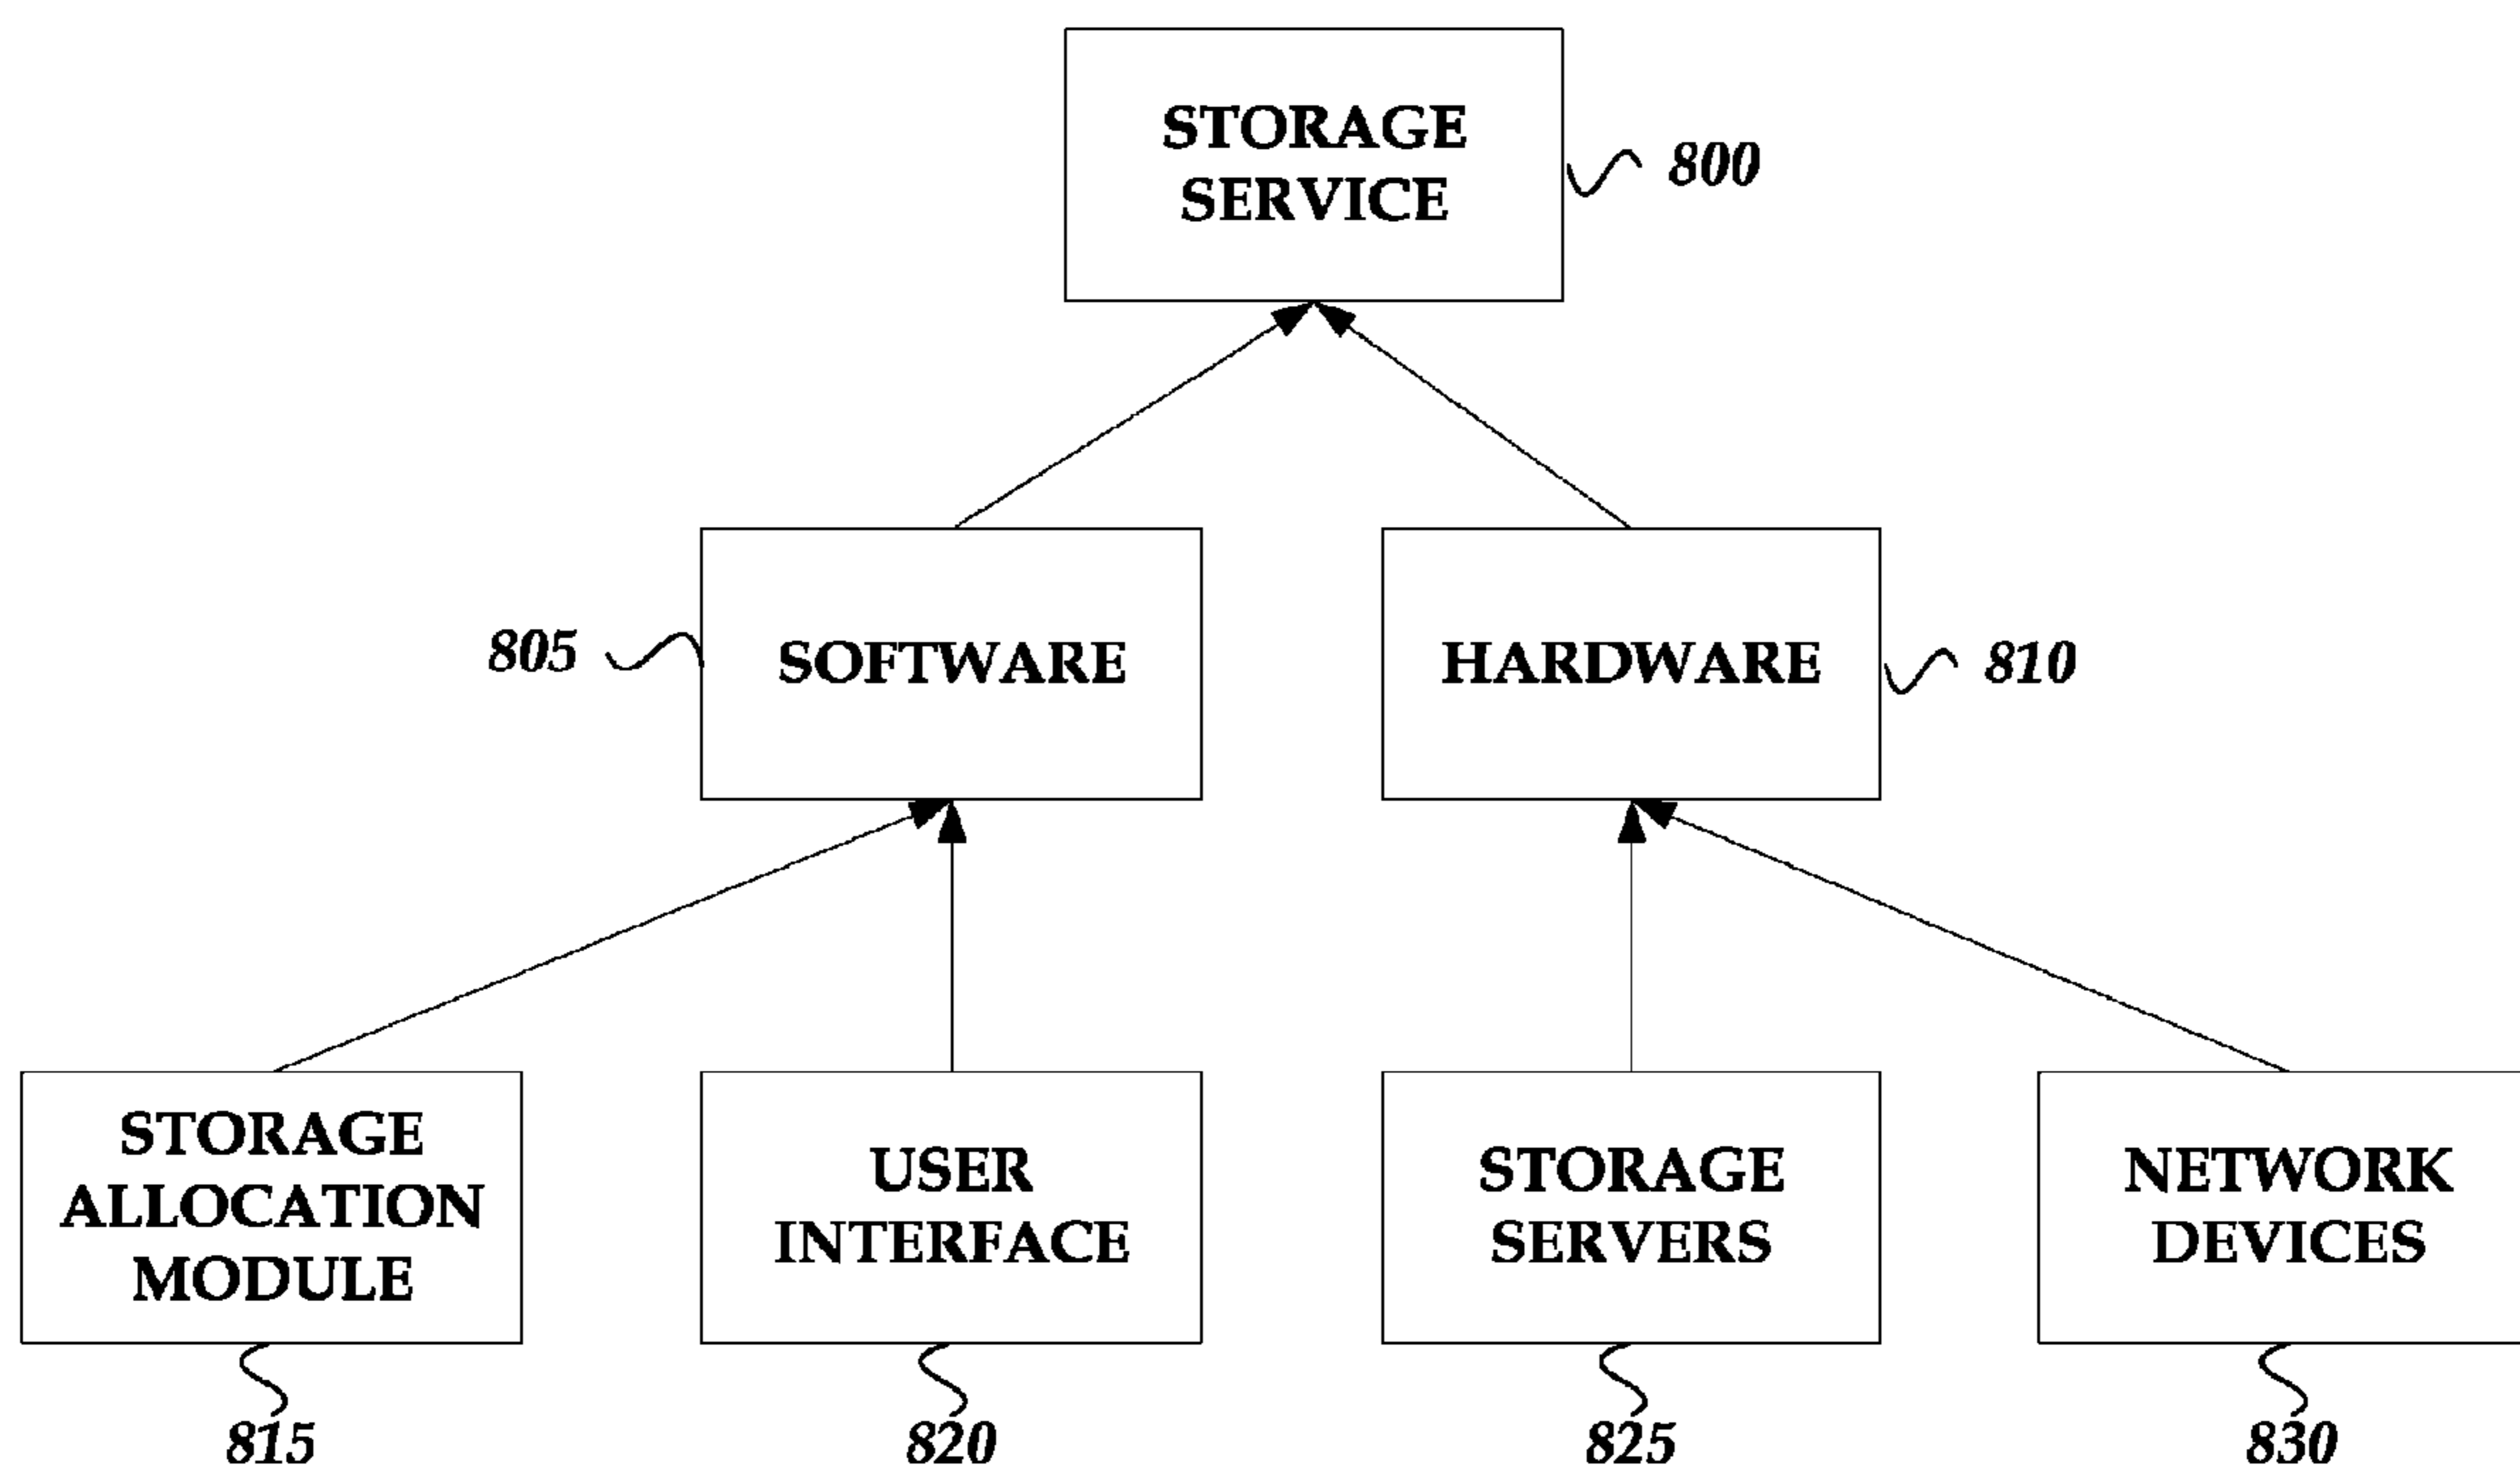 STORAGE
SERVICE
800
805
SOFTWARE
HARDWARE
810
STORAGE
ALLOCATION
MODULE
USER
INTERFACE
STORAGE
SERVERS
NETWORK
DEVICES
815
820
825
830